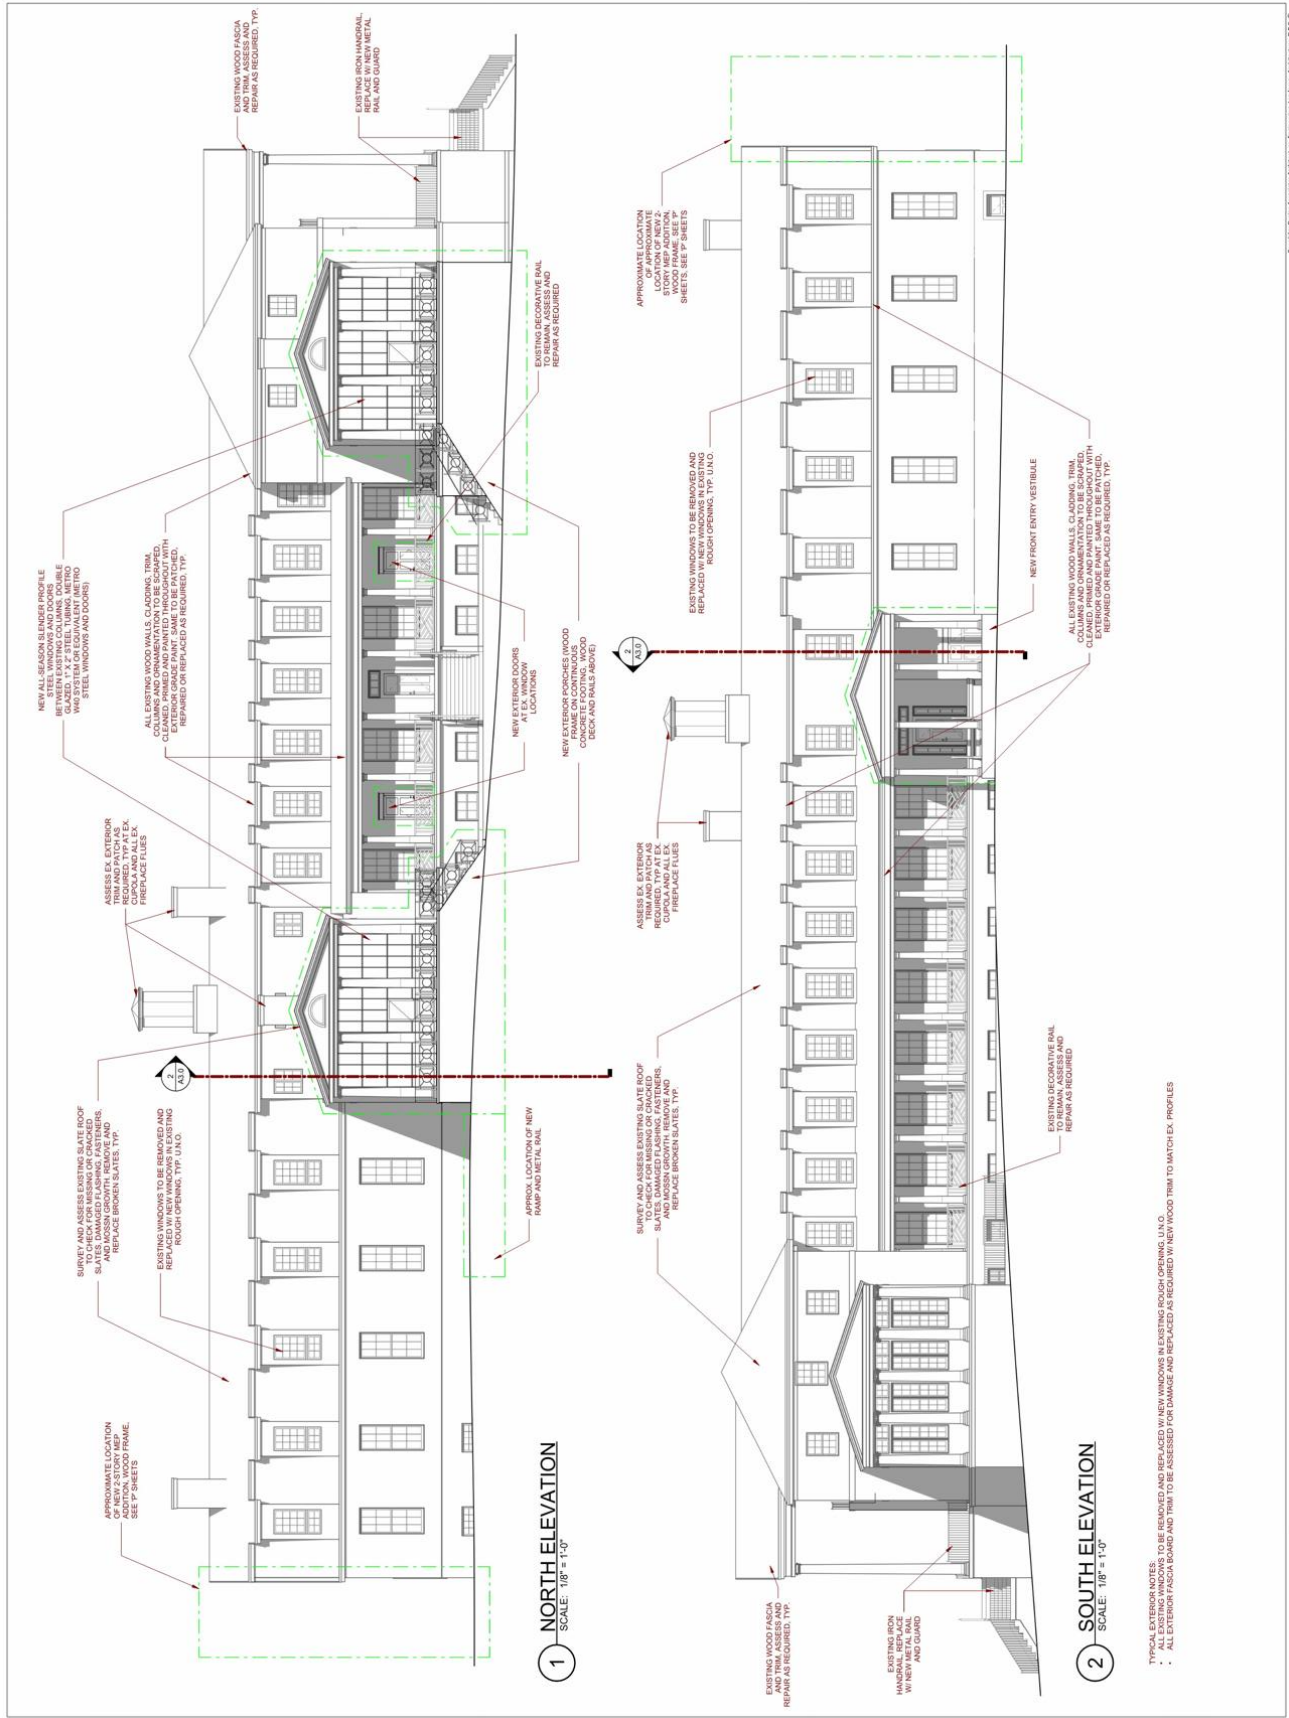 NEW ALL-SEASON SLENDER PROFILE
STEEL WINDOWS AND DOORS
BETWEEN EXISTING COLUMNS, DOUBLE
GLAZED, 1" X 2" STEEL TUBING, METRO
W40 SYSTEM OR EQUIVALENT (METRO
STEEL WINDOWS AND DOORS)
APPROXIMATE LOCATION
OF NEW 2-STORY MEP
ADDITION, WOOD FRAME,
SEE 'P' SHEETS
SURVEY AND ASSESS EXISTING SLATE ROOF
TO CHECK FOR MISSING OR CRACKED
SLATES, DAMAGED FLASHING, FASTENERS,
AND MOSSN GROWTH. REMOVE AND
REPLACE BROKEN SLATES, TYP.
EXISTING WINDOWS TO BE REMOVED AND
REPLACED W/ NEW WINDOWS IN EXISTING
ROUGH OPENING, TYP. U.N.O.
ASSESS EX. EXTERIOR
TRIM AND PATCH AS
REQUIRED, TYP AT EX.
CUPOLA AND ALL EX.
FIREPLACE FLUES
ALL EXISTING WOOD WALLS, CLADDING, TRIM,
COLUMNS AND ORNAMENTATION TO BE SCRAPED,
CLEANED, PRIMED AND PAINTED THROUGHOUT WITH
EXTERIOR GRADE PAINT. SAME TO BE PATCHED,
REPAIRED OR REPLACED AS REQUIRED, TYP.
EXISTING WOOD FASCIA
AND TRIM, ASSESS AND
REPAIR AS REQUIRED, TYP.
EXISTING IRON HANDRAIL,
REPLACE W/ NEW METAL
RAIL AND GUARD
2
A3.0
APPROX. LOCATION OF NEW
RAMP AND METAL RAIL
NEW EXTERIOR DOORS
AT EX. WINDOW
LOCATIONS
EXISTING DECORATIVE RAIL
TO REMAIN, ASSESS AND
REPAIR AS REQUIRED
NEW EXTERIOR PORCHES (WOOD
FRAME ON CONTINUOUS
CONCRETE FOOTING, WOOD
DECK AND RAILS ABOVE)
1
NORTH ELEVATION
SCALE: 1/8" = 1'-0"
SURVEY AND ASSESS EXISTING SLATE ROOF
TO CHECK FOR MISSING OR CRACKED
SLATES, DAMAGED FLASHING, FASTENERS,
AND MOSSN GROWTH. REMOVE AND
REPLACE BROKEN SLATES, TYP.
ASSESS EX. EXTERIOR
TRIM AND PATCH AS
REQUIRED, TYP AT EX.
CUPOLA AND ALL EX.
FIREPLACE FLUES
2
A3.0
EXISTING WINDOWS TO BE REMOVED AND
REPLACED W/ NEW WINDOWS IN EXISTING
ROUGH OPENING, TYP. U.N.O.
APPROXIMATE LOCATION
OF APPROXIMATE
LOCATION OF NEW 2-
STORY MEP ADDITION,
WOOD FRAME, SEE 'P'
SHEETS, SEE 'P' SHEETS
EXISTING WOOD FASCIA
AND TRIM, ASSESS AND
REPAIR AS REQUIRED, TYP.
EXISTING IRON
HANDRAIL, REPLACE
W/ NEW METAL RAIL
AND GUARD
EXISTING DECORATIVE RAIL
TO REMAIN, ASSESS AND
REPAIR AS REQUIRED
NEW FRONT ENTRY VESTIBULE
ALL EXISTING WOOD WALLS, CLADDING, TRIM,
COLUMNS AND ORNAMENTATION TO BE SCRAPED,
CLEANED, PRIMED AND PAINTED THROUGHOUT WITH
EXTERIOR GRADE PAINT. SAME TO BE PATCHED,
REPAIRED OR REPLACED AS REQUIRED, TYP.
2
SOUTH ELEVATION
SCALE: 1/8" = 1'-0"
TYPICAL EXTERIOR NOTES:
• ALL EXISTING WINDOWS TO BE REMOVED AND REPLACED W/ NEW WINDOWS IN EXISTING ROUGH OPENING, U.N.O.
• ALL EXTERIOR FASCIA BOARD AND TRIM TO BE ASSESSED FOR DAMAGE AND REPLACED AS REQUIRED W/ NEW WOOD TRIM TO MATCH EX. PROFILES